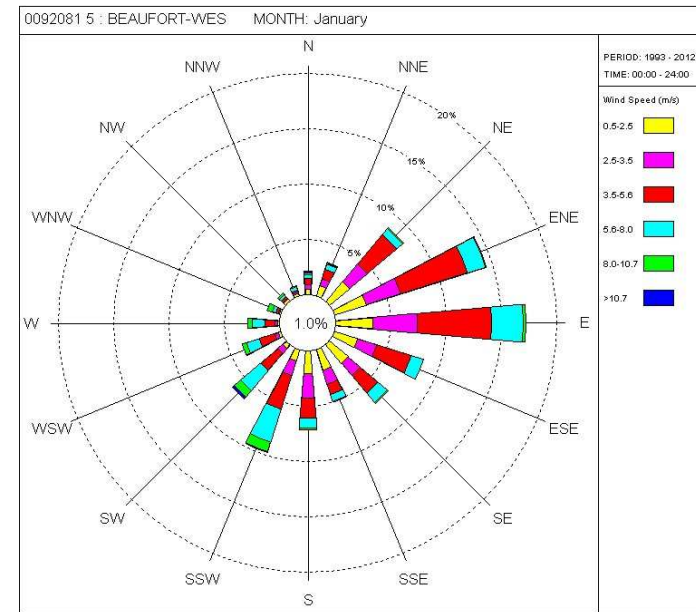 0092081 5 : BEAUFORT-WES MONTH: January
PERIOD: 1993 - 2012
TIME: 00:00 - 24:00
Wind Speed (m/s)
0.5-2.5
2.5-3.5
3.5-5.6
5.6-8.0
8.0-10.7
>10.7
N
NNW
NNE
20%
NW
NE
15%
10%
WNW
ENE
5%
W
1.0%
E
WSW
ESE
SW
SE
SSW
SSE
S